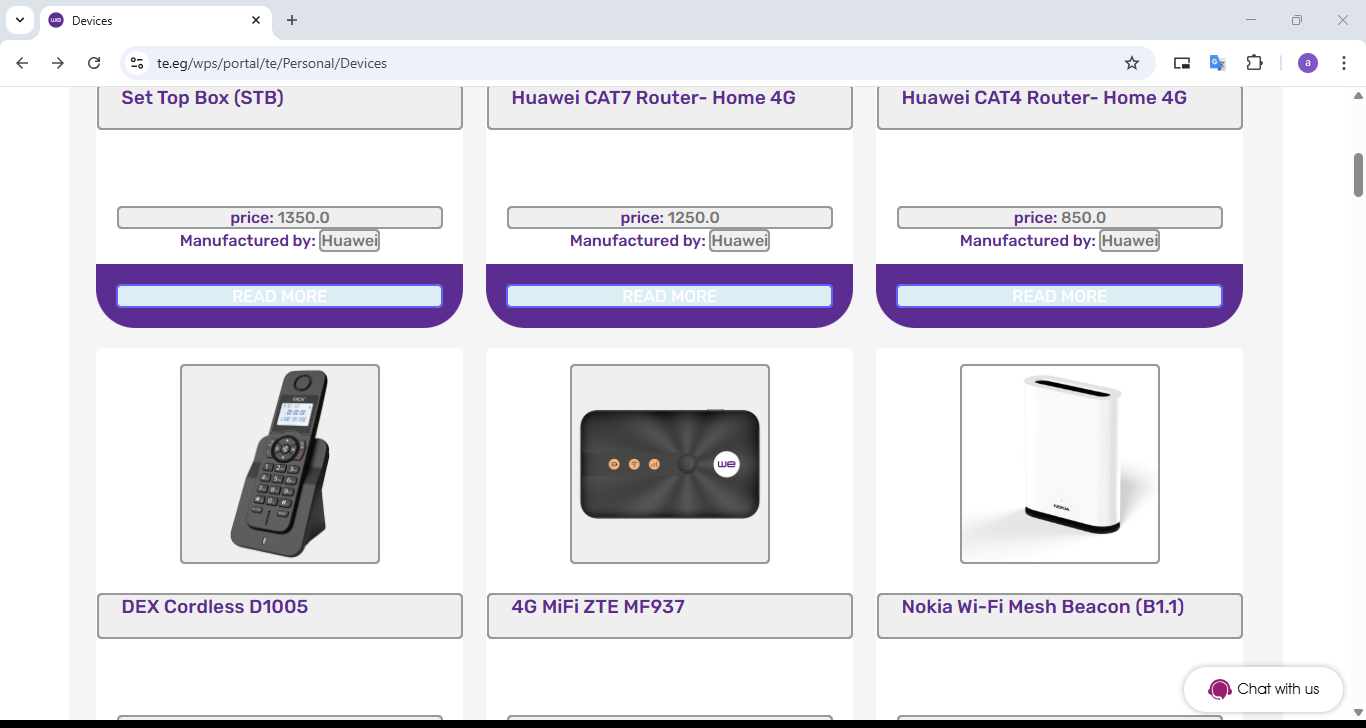 we Devices
te.eg/wps/portal/te/Personal/Devices
a
Set Top Box (STB)
Huawei CAT7 Router- Home 4G
Huawei CAT4 Router- Home 4G
price: 1350.0
price: 1250.0
price: 850.0
Manufactured by: Huawei
Manufactured by: Huawei
Manufactured by: Huawei
READ MORE
READ MORE
READ MORE
we
NOKIA
DEX Cordless D1005
4G MiFi ZTE MF937
Nokia Wi-Fi Mesh Beacon (B1.1)
Chat with us